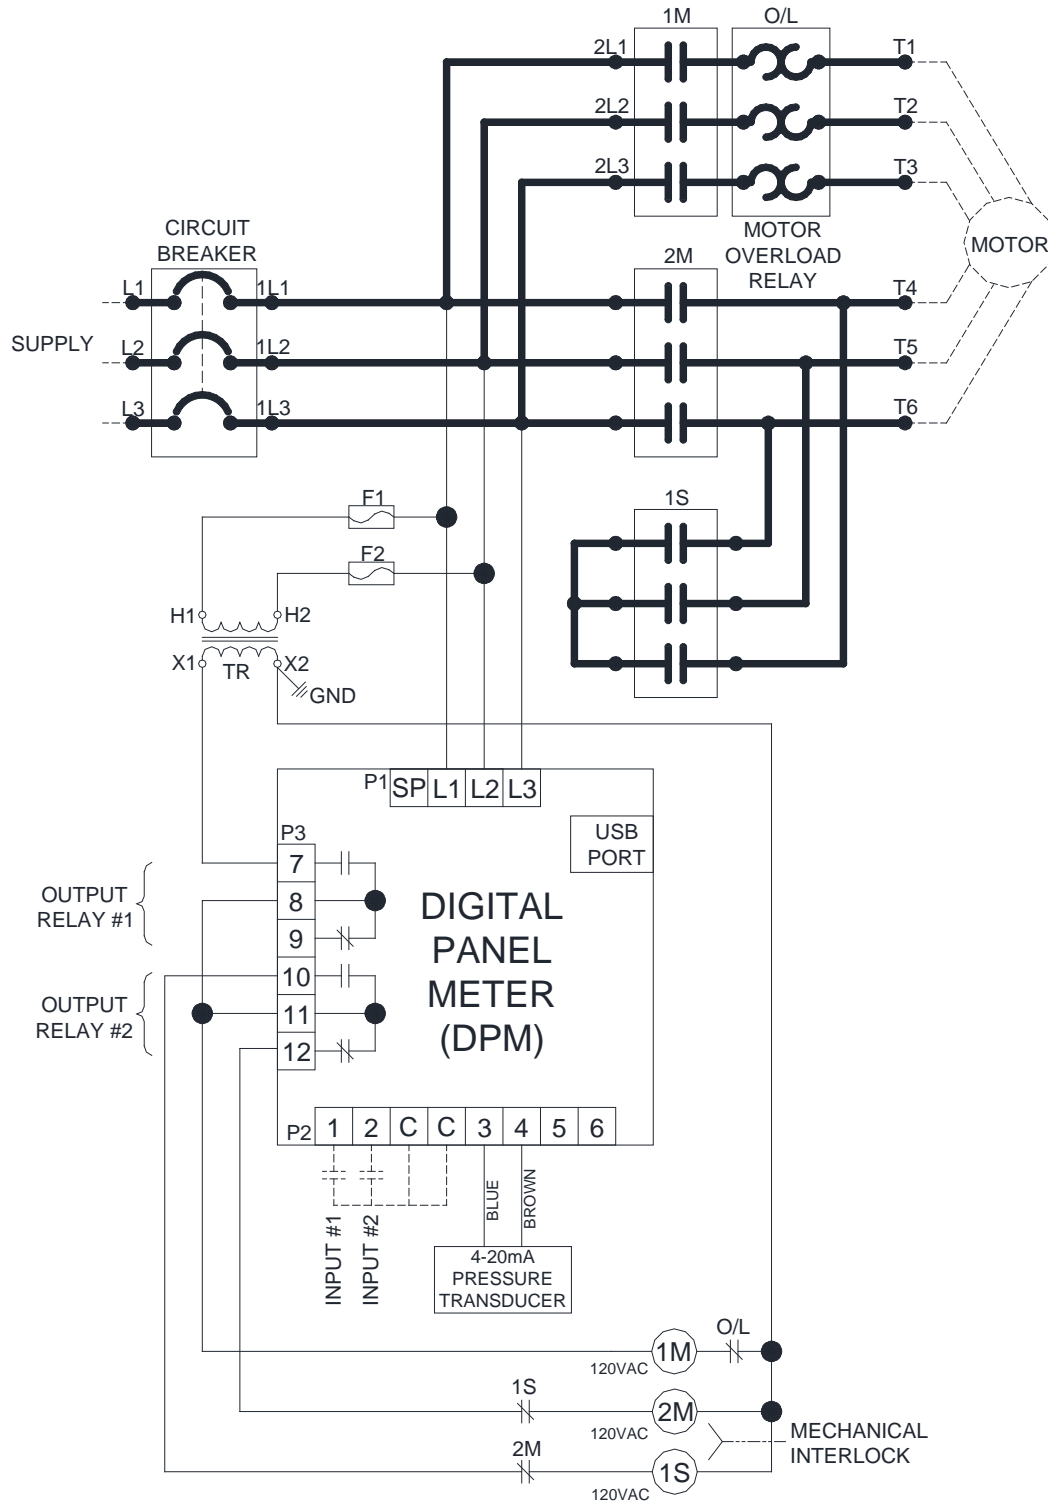 1M
O/L
2L1
T1
2L2
T2
2L3
T3
MOTOR
OVERLOAD
RELAY
MOTOR
CIRCUIT
BREAKER
2M
L1
1L1
T4
SUPPLY
L2
1L2
T5
L3
1L3
T6
F1
1S
F2
H1
H2
X1
TR
X2
GND
P1
SP
L1
L2
L3
USB
PORT
P3
7
8
9
10
11
12
OUTPUT
RELAY #1
OUTPUT
RELAY #2
DIGITAL
PANEL
METER
(DPM)
P2
1
2
C
C
3
4
5
6
INPUT #1
INPUT #2
BLUE
BROWN
4-20mA
PRESSURE
TRANSDUCER
O/L
1M
120VAC
1S
2M
120VAC
MECHANICAL
INTERLOCK
2M
1S
120VAC